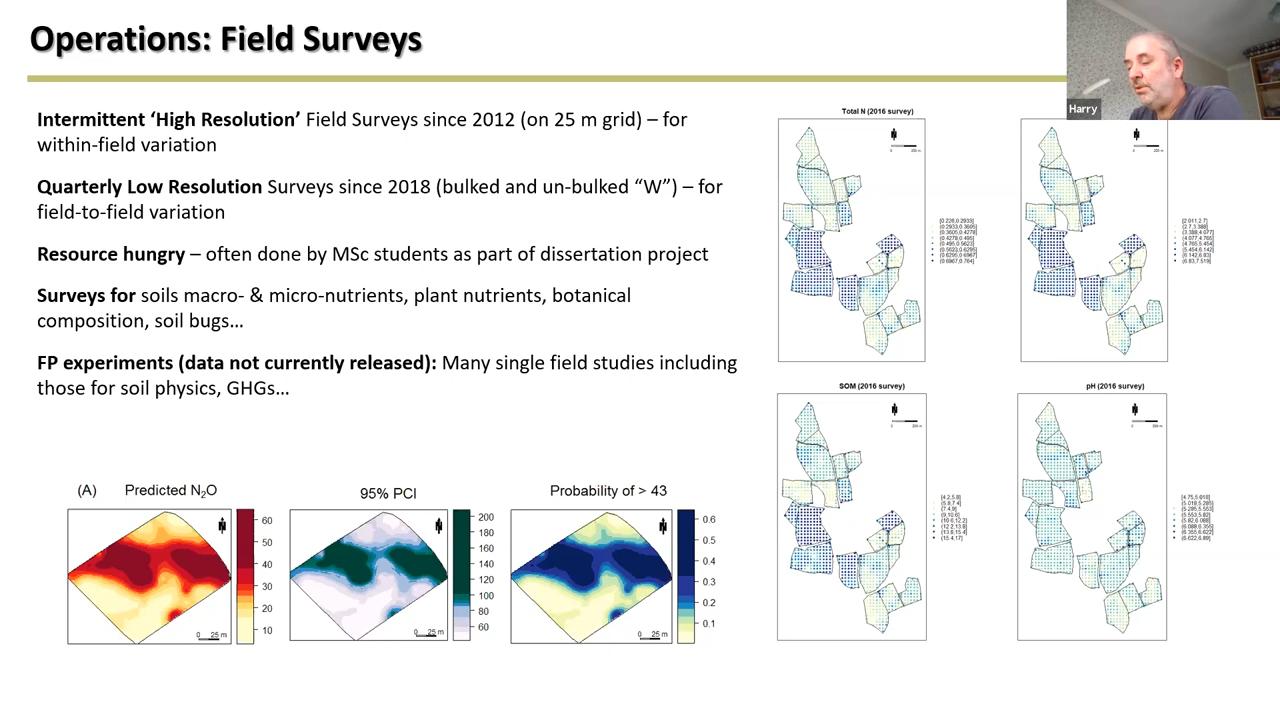 Operations: Field Surveys
Harry
Intermittent ‘High Resolution’ Field Surveys since 2012 (on 25 m grid) – for
within-field variation
Quarterly Low Resolution Surveys since 2018 (bulked and un-bulked “W”) – for
field-to-field variation
Resource hungry – often done by MSc students as part of dissertation project
Surveys for soils macro- & micro-nutrients, plant nutrients, botanical
composition, soil bugs…
FP experiments (data not currently released): Many single field studies including
those for soil physics, GHGs…
Total N (2016 survey)
SOM (2016 survey)
pH (2016 survey)
(A) Predicted N₂O
60
50
40
30
20
10
0 25 m
95% PCI
200
180
160
140
120
100
80
60
0 25 m
Probability of > 43
0.6
0.5
0.4
0.3
0.2
0.1
0 25 m